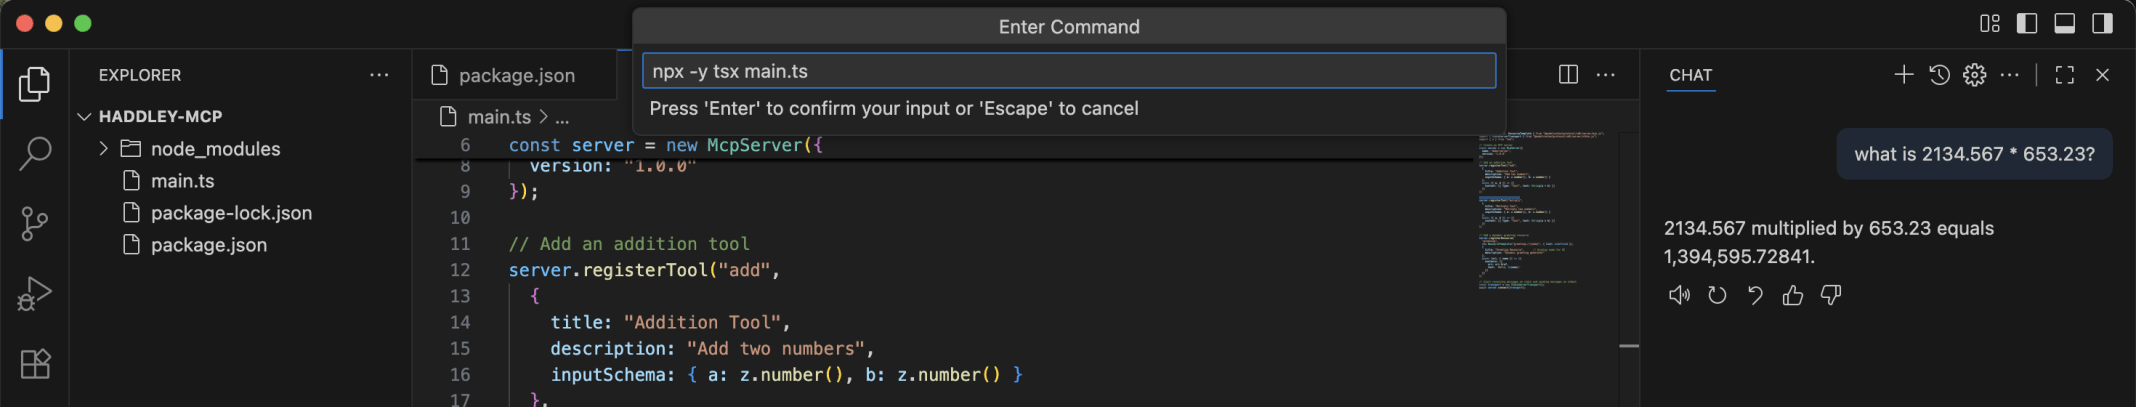 Enter Command
npx -y tsx main.ts
Press 'Enter' to confirm your input or 'Escape' to cancel
EXPLORER
HADDLEY-MCP
node_modules
main.ts
package-lock.json
package.json
package.json
main.ts > ...
6 const server = new McpServer({
8 version: "1.0.0"
9 });
10
11 // Add an addition tool
12 server.registerTool("add",
13 {
14 title: "Addition Tool",
15 description: "Add two numbers",
16 inputSchema: { a: z.number(), b: z.number() }
17 },
CHAT
what is 2134.567 * 653.23?
2134.567 multiplied by 653.23 equals
1,394,595.72841.